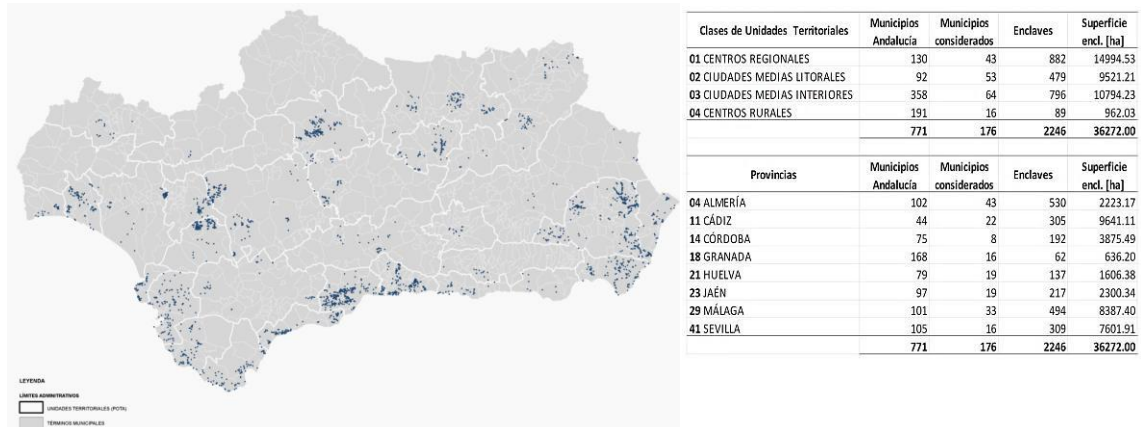 Clases de Unidades Territoriales Municipios Andalucía Municipios considerados Enclaves Superficie encl. [ha]
01 CENTROS REGIONALES 130 43 882 14994.53
02 CIUDADES MEDIAS LITORALES 92 53 479 9521.21
03 CIUDADES MEDIAS INTERIORES 358 64 796 10794.23
04 CENTROS RURALES 191 16 89 962.03
771 176 2246 36272.00
Provincias Municipios Andalucía Municipios considerados Enclaves Superficie encl. [ha]
04 ALMERÍA 102 43 530 2223.17
11 CÁDIZ 44 22 305 9641.11
14 CÓRDOBA 75 8 192 3875.49
18 GRANADA 168 16 62 636.20
21 HUELVA 79 19 137 1606.38
23 JAÉN 97 19 217 2300.34
29 MÁLAGA 101 33 494 8387.40
41 SEVILLA 105 16 309 7601.91
771 176 2246 36272.00
LEYENDA
LÍMITES ADMINITRATIVOS
UNIDADES TERRITORIALES (POTA)
TÉRMINOS MUNICIPALES